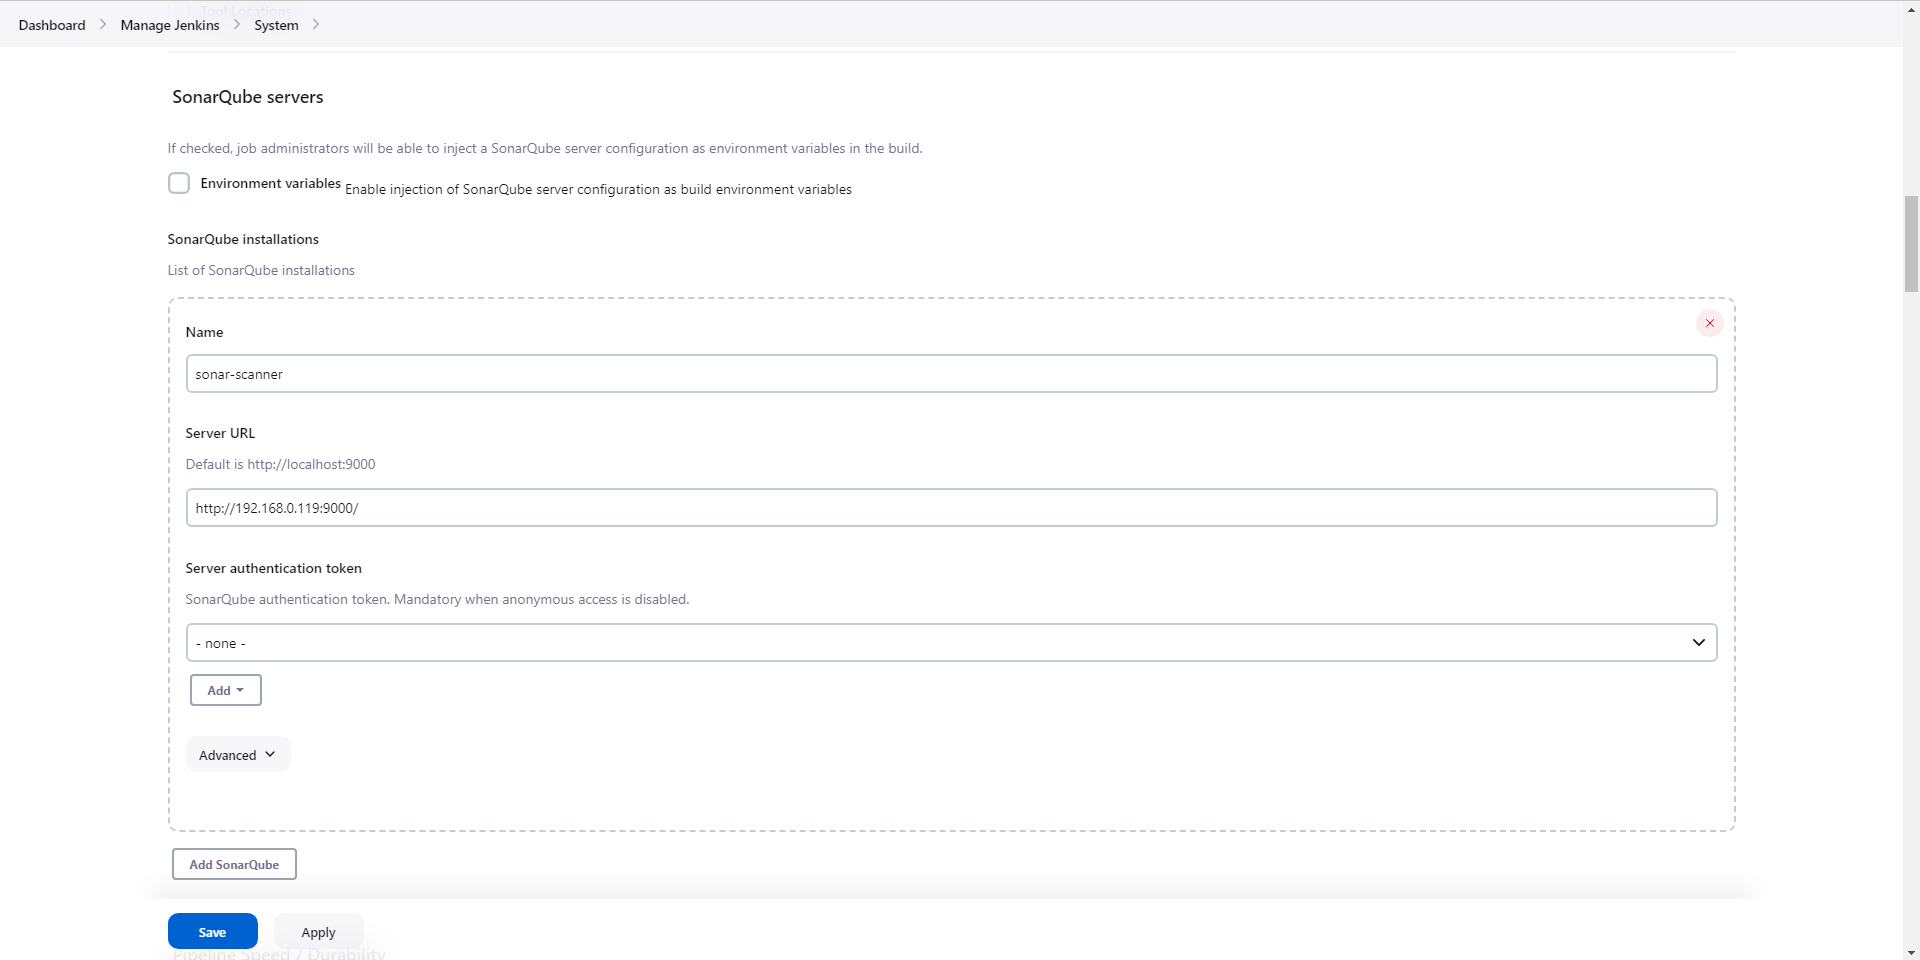 Tool Locations
Dashboard > Manage Jenkins > System >
SonarQube servers
If checked, job administrators will be able to inject a SonarQube server configuration as environment variables in the build.
Environment variables Enable injection of SonarQube server configuration as build environment variables
SonarQube installations
List of SonarQube installations
Name
sonar-scanner
Server URL
Default is http://localhost:9000
http://192.168.0.119:9000/
Server authentication token
SonarQube authentication token. Mandatory when anonymous access is disabled.
- none -
Add
Advanced
Add SonarQube
Save Apply
Pipeline Speed / Durability